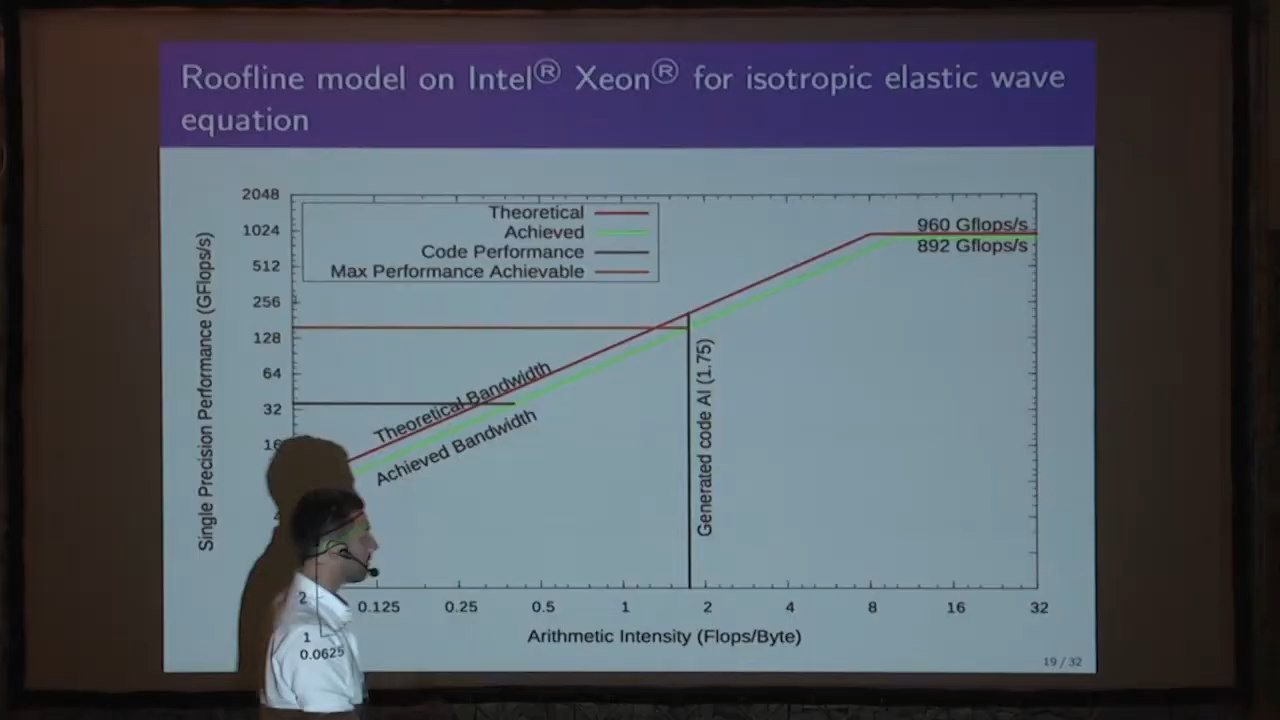 Roofline model on Intel® Xeon® for isotropic elastic wave
equation
2048
1024
512
256
128
64
32
16
4
2
1
Single Precision Performance (GFlops/s)
Theoretical
Achieved
Code Performance
Max Performance Achievable
960 Gflops/s
892 Gflops/s
Theoretical Bandwidth
Achieved Bandwidth
Generated code AI (1.75)
0.0625
0.125
0.25
0.5
1
2
4
8
16
32
Arithmetic Intensity (Flops/Byte)
19 / 32